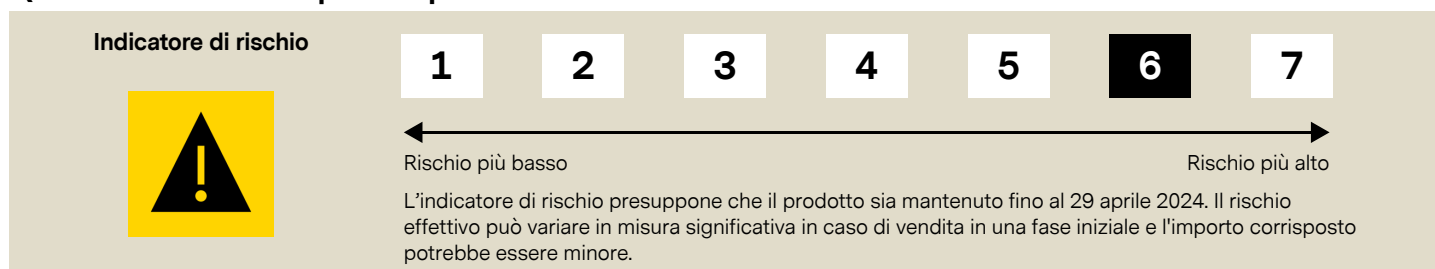 Indicatore di rischio
1 2 3 4 5 6 7
Rischio più basso Rischio più alto
L'indicatore di rischio presuppone che il prodotto sia mantenuto fino al 29 aprile 2024. Il rischio
effettivo può variare in misura significativa in caso di vendita in una fase iniziale e l'importo corrisposto
potrebbe essere minore.